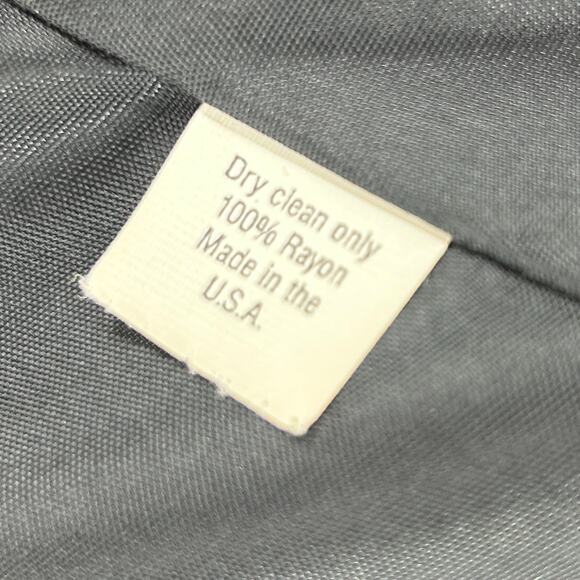 Dry clean only
100% Rayon
Made in the
U.S.A.